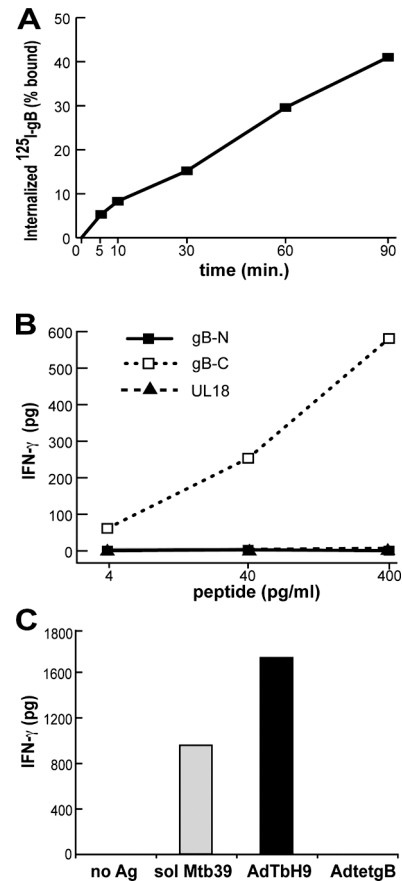 A
Internalized 125I-gB (% bound)
50
40
30
20
10
0
0 5 10 30 60 90
time (min.)
B
gB-N
gB-C
UL18
IFN-γ (pg)
600
500
400
300
200
100
0
4 40 400
peptide (pg/ml)
C
IFN-γ (pg)
1800
1600
1200
800
400
0
no Ag sol Mtb39 AdTbH9 AdtetgB